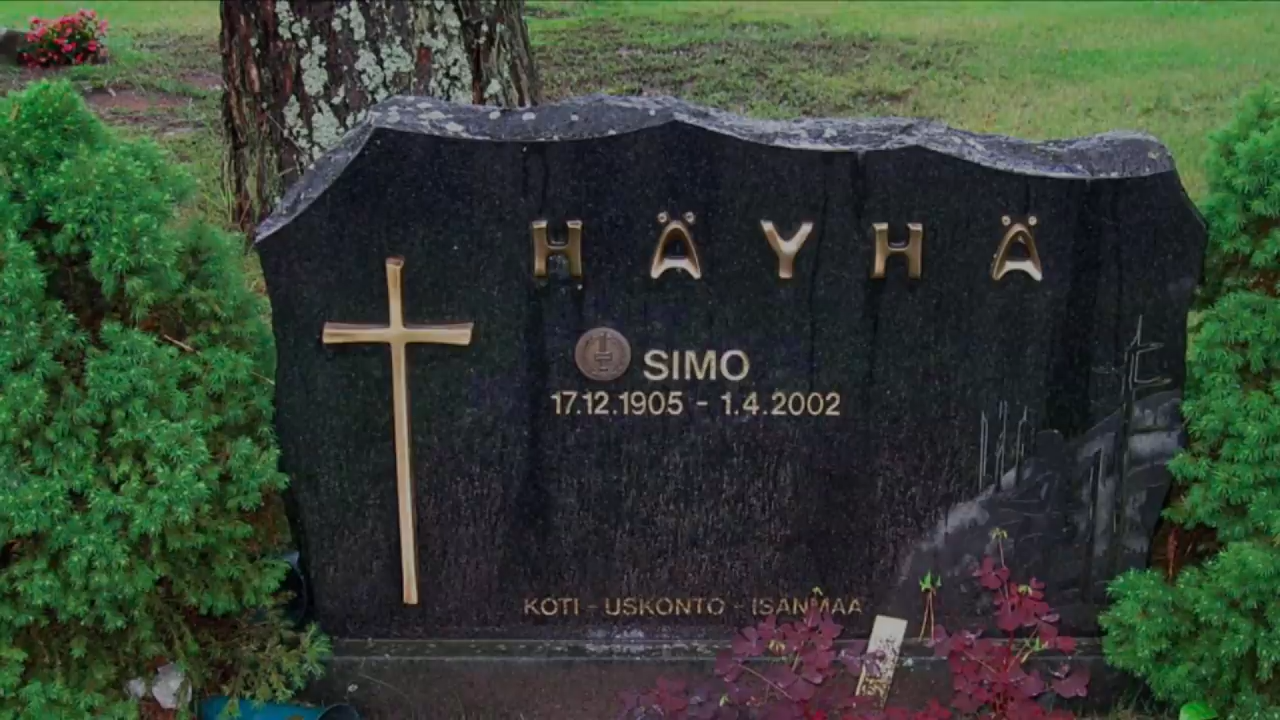 HÄYHÄ
SIMO
17.12.1905 - 1.4.2002
KOTI - USKONTO - ISÄNMAA